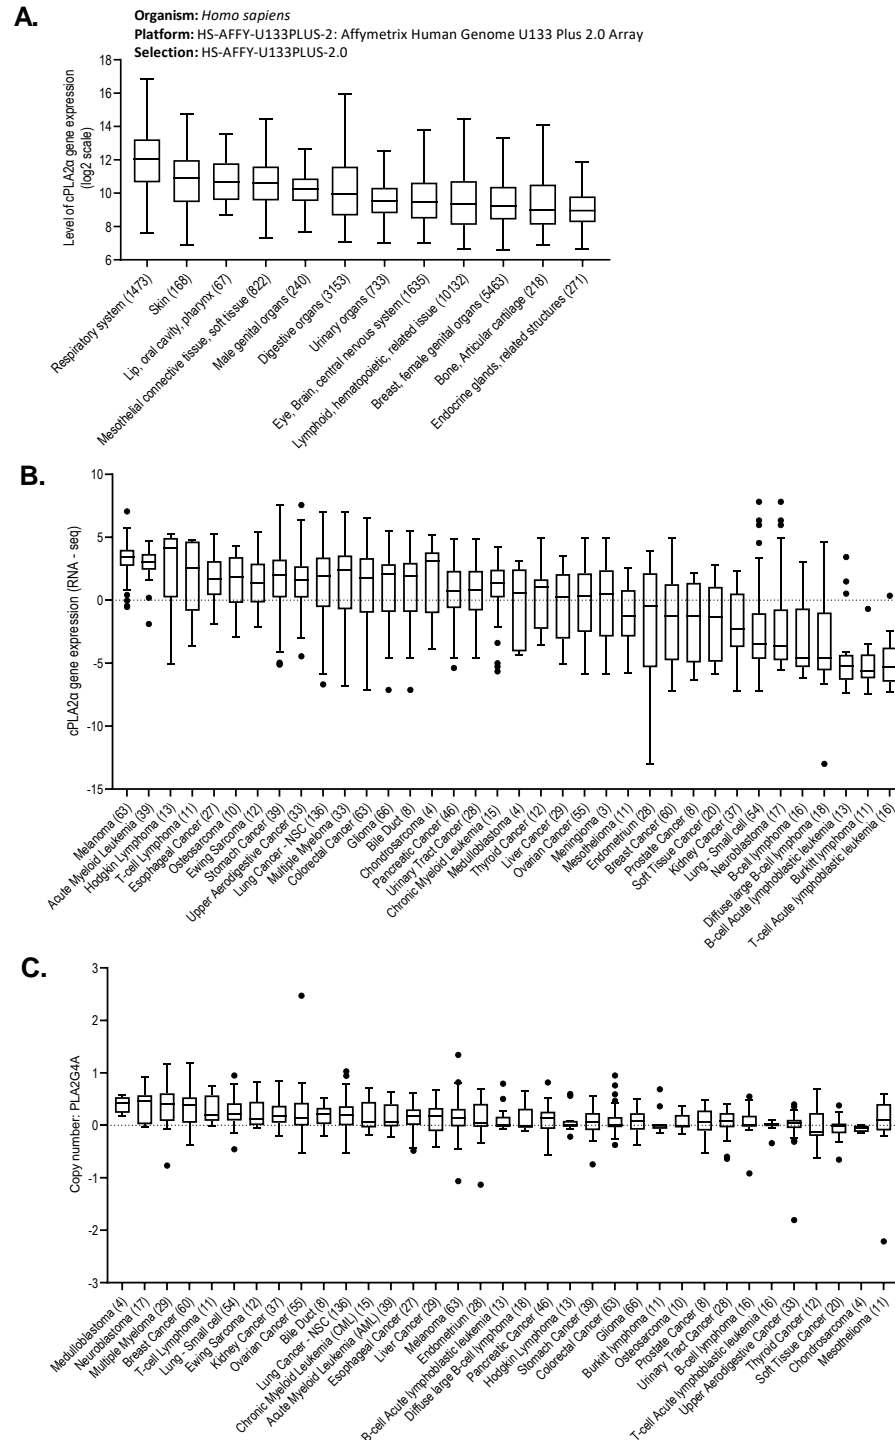 A.
Organism: Homo sapiens
Platform: HS-AFFY-U133PLUS-2: Affymetrix Human Genome U133 Plus 2.0 Array
Selection: HS-AFFY-U133PLUS-2.0
Level of cPLA2α gene expression
(log2 scale)
18
16
14
12
10
8
6
Respiratory system (1473)
Skin (168)
Lip, oral cavity, pharynx (67)
Mesothelial connective tissue, soft tissue (822)
Male genital organs (240)
Digestive organs (3153)
Urinary organs (733)
Eye, Brain, central nervous system (1635)
Lymphoid, hematopoietic, related issue (10132)
Breast, female genital organs (5463)
Bone, Articular cartilage (218)
Endocrine glands, related structures (271)
B.
cPLA2α gene expression (RNA - seq)
10
5
0
-5
-10
-15
Melanoma (63)
Acute Myeloid Leukemia (39)
Hodgkin Lymphoma (13)
T-cell Lymphoma (11)
Esophageal Cancer (27)
Osteosarcoma (10)
Ewing Sarcoma (12)
Stomach Cancer (39)
Upper Aerodigestive Cancer (33)
Lung Cancer - NSC (136)
Multiple Myeloma (33)
Colorectal Cancer (63)
Glioma (66)
Bile Duct (8)
Chondrosarcoma (4)
Pancreatic Cancer (46)
Urinary Tract Cancer (28)
Chronic Myeloid Leukemia (15)
Medulloblastoma (4)
Thyroid Cancer (12)
Liver Cancer (29)
Ovarian Cancer (55)
Meningioma (3)
Mesothelioma (11)
Endometrium (28)
Breast Cancer (60)
Prostate Cancer (8)
Soft Tissue Cancer (20)
Kidney Cancer (37)
Lung - Small cell (54)
Neuroblastoma (17)
B-cell lymphoma (16)
Diffuse large B-cell lymphoma (18)
B-cell Acute lymphoblastic leukemia (13)
Burkitt lymphoma (11)
T-cell Acute lymphoblastic leukemia (16)
C.
Copy number: PLA2G4A
3
2
1
0
-1
-2
-3
Medulloblastoma (4)
Neuroblastoma (17)
Multiple Myeloma (29)
Breast Cancer (60)
T-cell Lymphoma (11)
Lung - Small cell (54)
Ewing Sarcoma (12)
Kidney Cancer (37)
Ovarian Cancer (55)
Bile Duct (8)
Lung Cancer - NSC (136)
Chronic Myeloid Leukemia (CML) (15)
Acute Myeloid Leukemia (AML) (39)
Esophageal Cancer (27)
Liver Cancer (29)
Melanoma (63)
Endometrium (28)
B-cell Acute lymphoblastic leukemia (13)
Diffuse large B-cell lymphoma (18)
Pancreatic Cancer (46)
Hodgkin Lymphoma (13)
Stomach Cancer (39)
Colorectal Cancer (63)
Glioma (66)
Burkitt lymphoma (11)
Osteosarcoma (10)
Prostate Cancer (8)
Urinary Tract Cancer (28)
B-cell lymphoma (16)
T-cell Acute lymphoblastic leukemia (16)
Upper Aerodigestive Cancer (33)
Thyroid Cancer (12)
Soft Tissue Cancer (20)
Chondrosarcoma (4)
Mesothelioma (11)